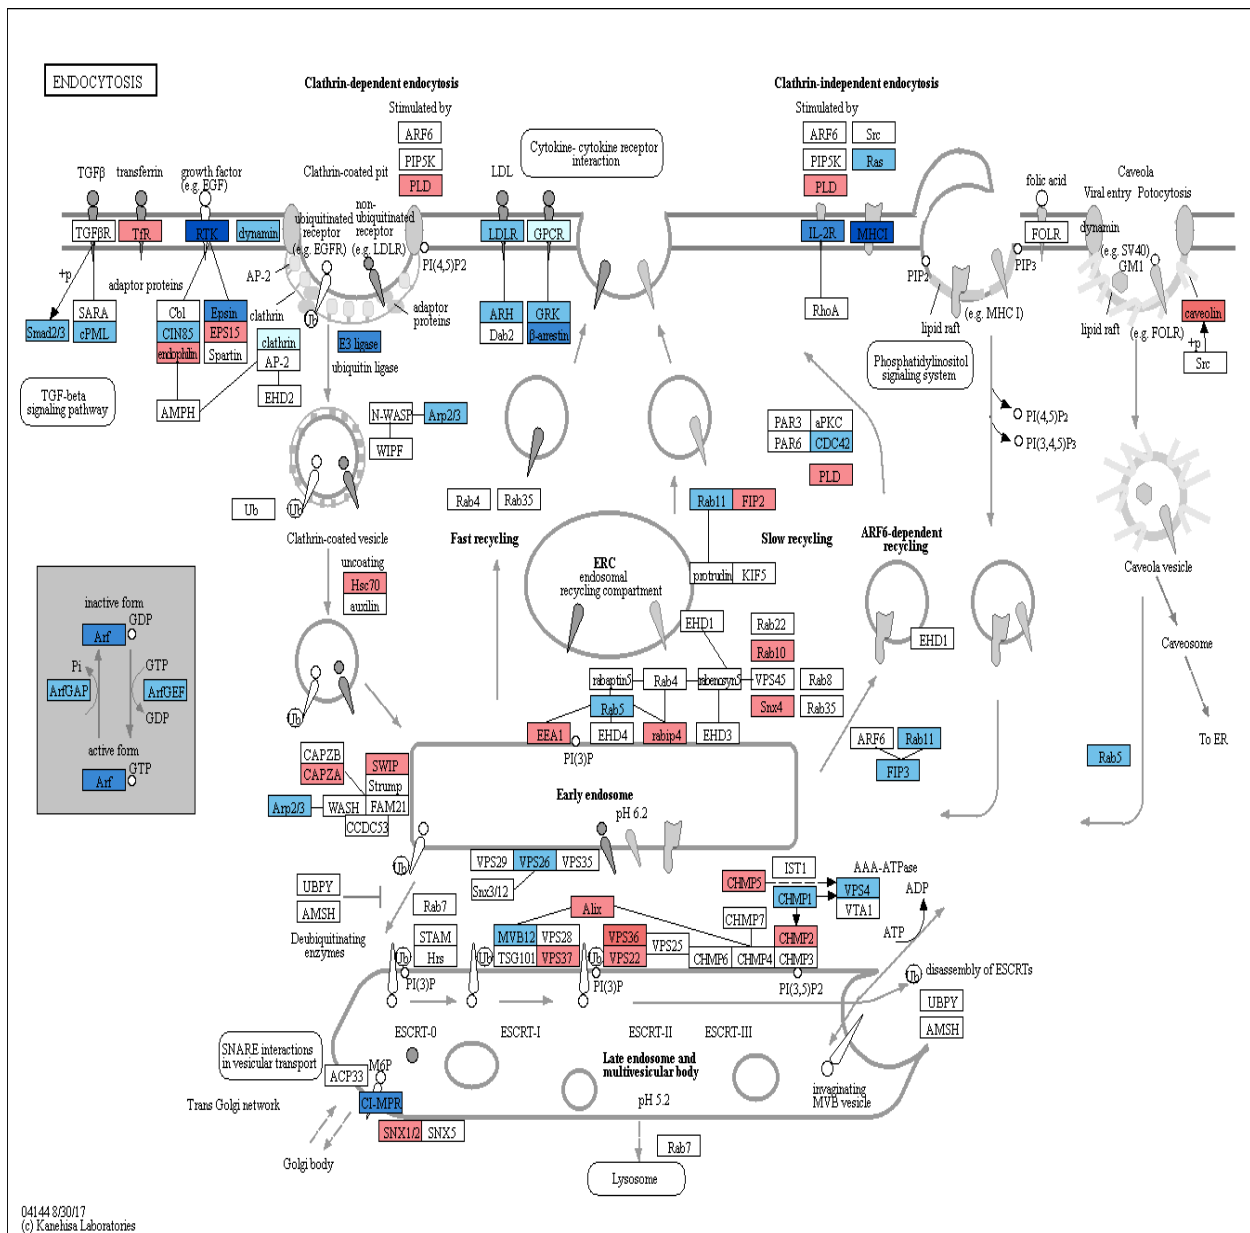 ENDOCYTOSIS
Clathrin-dependent endocytosis
Clathrin-independent endocytosis
Stimulated by
ARF6
PIP5K
PLD
Stimulated by
ARF6
Src
PIP5K
Ras
PLD
Cytokine- cytokine receptor
interaction
TGFβ
transferrin
growth factor
(e.g. EGF)
Clathrin-coated pit
LDL
folic acid
Caveola
Viral entry
Potocytosis
TGFβR
TfR
RTK
dynamin
ubiquitinated
receptor
(e.g. EGFR)
non-
ubiquitinated
receptor
(e.g. LDLR)
LDLR
GPCR
IL-2R
MHCI
FOLR
dynamin
(e.g. SV40)
GM1
PI(4,5)P2
PIP2
PIP3
+p
adaptor proteins
AP-2
SARA
Smad2/3
cPML
Cbl
CIN85
endophilin
Epsin
EPS15
Spartin
clathrin
clathrin
AP-2
EHD2
AMPH
adaptor
proteins
Ub
E3 ligase
ubiquitin ligase
ARH
Dab2
GRK
β-arrestin
RhoA
lipid raft
(e.g. MHC I)
lipid raft
(e.g. FOLR)
caveolin
+p
Src
TGF-beta
signaling pathway
Phosphatidylinositol
signaling system
N-WASP
Arp2/3
WIPF
PAR3
aPKC
PAR6
CDC42
PLD
PI(4,5)P2
PI(3,4,5)P3
Ub
Ub
Clathrin-coated vesicle
Rab4
Rab35
Rab11
FIP2
Fast recycling
Slow recycling
ARF6-dependent
recycling
ERC
endosomal
recycling compartment
protrudin
KIF5
uncoating
Hsc70
auxilin
Caveola vesicle
Caveosome
To ER
inactive form
Arf
GDP
Pi
GTP
ArfGAP
ArfGEF
GDP
active form
Arf
GTP
Ub
EHD1
Rab22
Rab10
EHD1
rabaptin5
Rab4
rabenosyn5
VPS45
Rab8
Rab5
Snx4
Rab35
EEA1
EHD4
rabip4
EHD3
PI(3)P
ARF6
Rab11
FIP3
Rab5
CAPZB
CAPZA
SWIP
Strump
Arp2/3
WASH
FAM21
CCDC53
Early endosome
pH 6.2
Ub
VPS29
VPS26
VPS35
Snx3/12
UBPY
AMSH
Deubiquitinating
enzymes
Rab7
STAM
Hrs
Ub
PI(3)P
Alix
MVB12
VPS28
TSG101
VPS37
Ub
VPS36
VPS22
VPS25
Ub
PI(3)P
CHMP5
IST1
AAA-ATPase
CHMP1
VPS4
VTA1
ADP
ATP
CHMP7
CHMP2
CHMP6
CHMP4
CHMP3
PI(3,5)P2
Ub
disassembly of ESCRTs
UBPY
AMSH
ESCRT-0
ESCRT-I
ESCRT-II
ESCRT-III
SNARE interactions
in vesicular transport
ACP33
M6P
CI-MPR
Late endosome and
multivesicular body
pH 5.2
invaginating
MVB vesicle
Trans Golgi network
SNX1/2
SNX5
Golgi body
Rab7
Lysosome
04144 8/30/17
(c) Kanehisa Laboratories